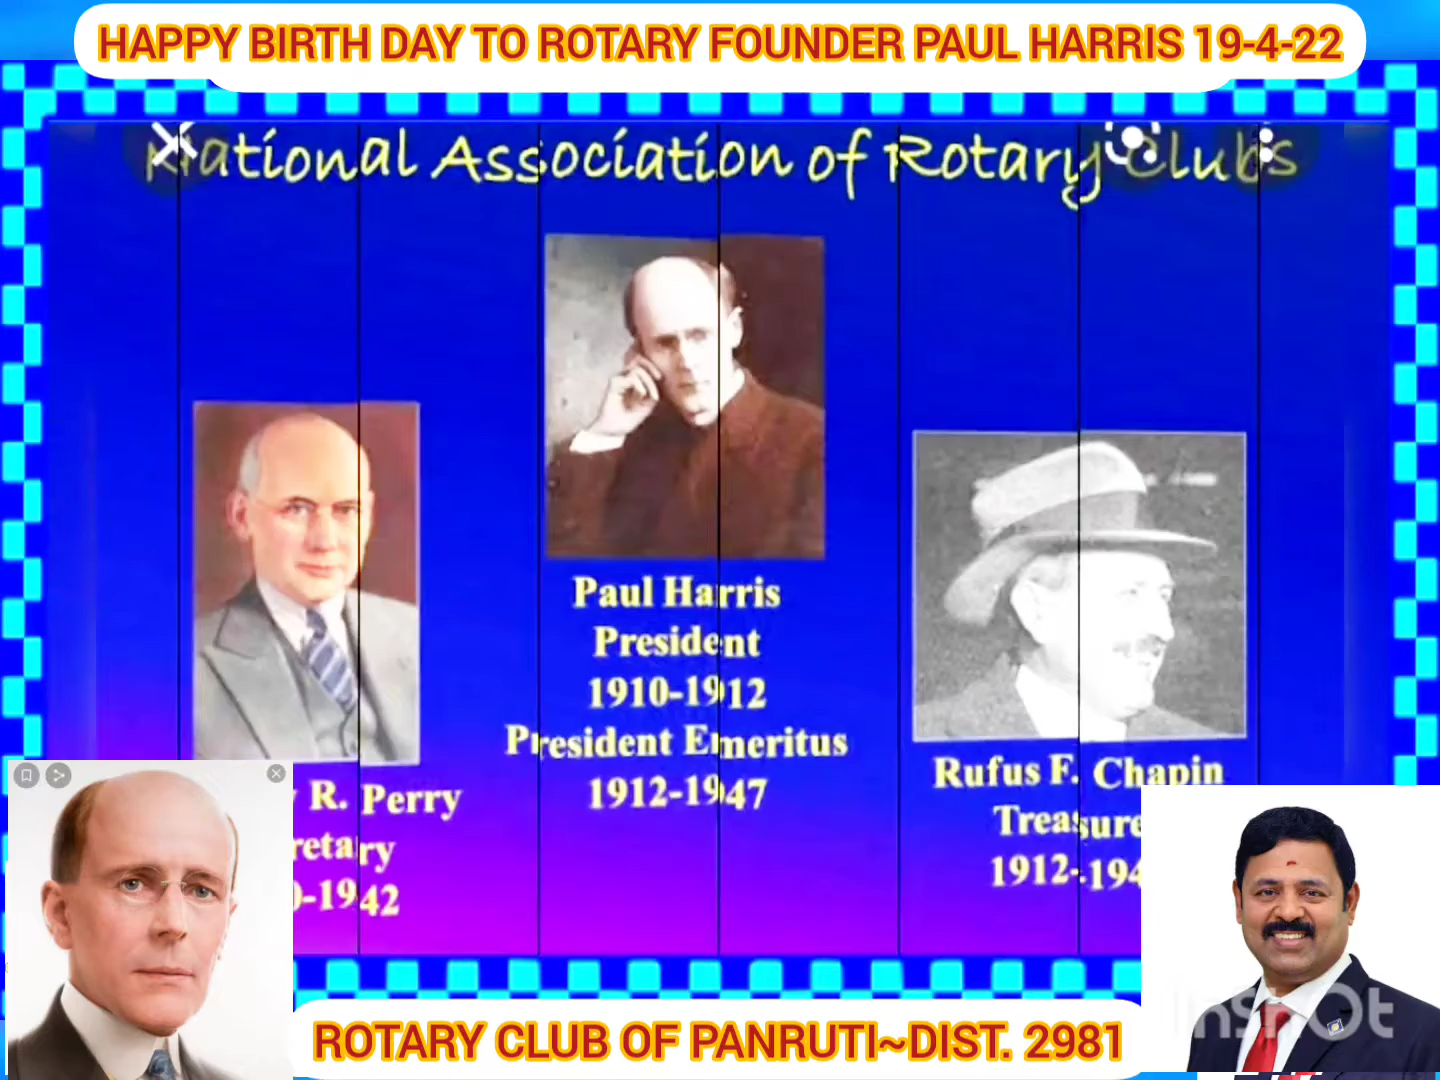 HAPPY BIRTH DAY TO ROTARY FOUNDER PAUL HARRIS 19-4-22
National Association of Rotary Clubs
Paul Harris
President
1910-1912
President Emeritus
1912-1947
R. Perry
retary
0-1942
Rufus F. Chapin
Treasure
1912-194
ROTARY CLUB OF PANRUTI~DIST. 2981
InShOt